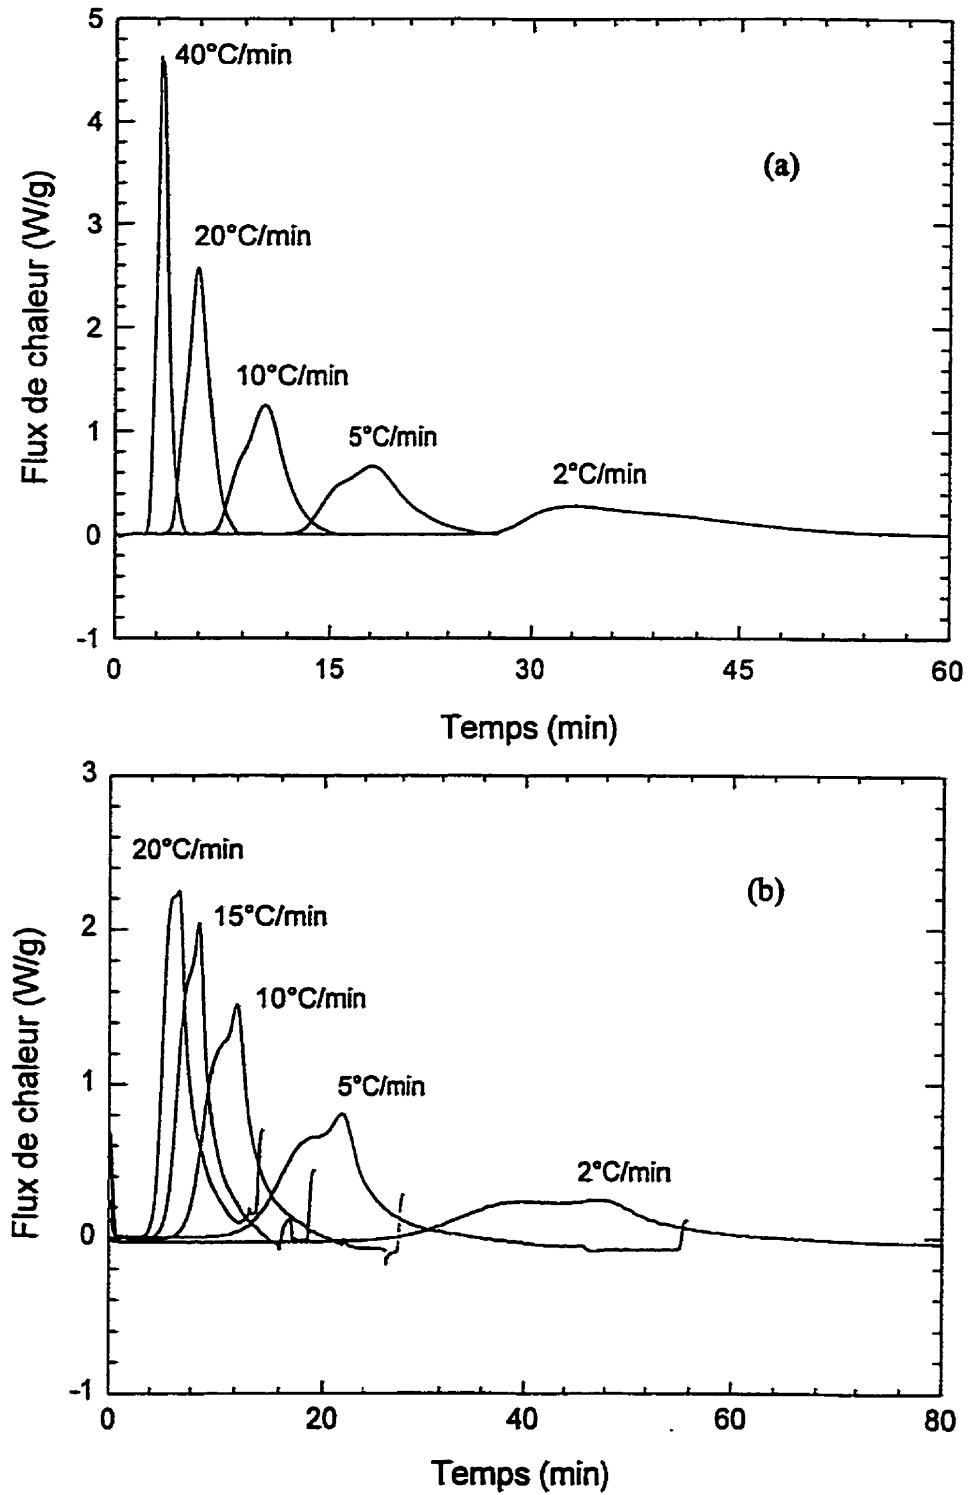 5
40°C/min
4
(a)
3
20°C/min
2
10°C/min
1
5°C/min
2°C/min
0
-1
0 15 30 45 60
Flux de chaleur (W/g)
Temps (min)
3
20°C/min
(b)
2
15°C/min
10°C/min
1
5°C/min
2°C/min
0
-1
0 20 40 60 80
Flux de chaleur (W/g)
Temps (min)